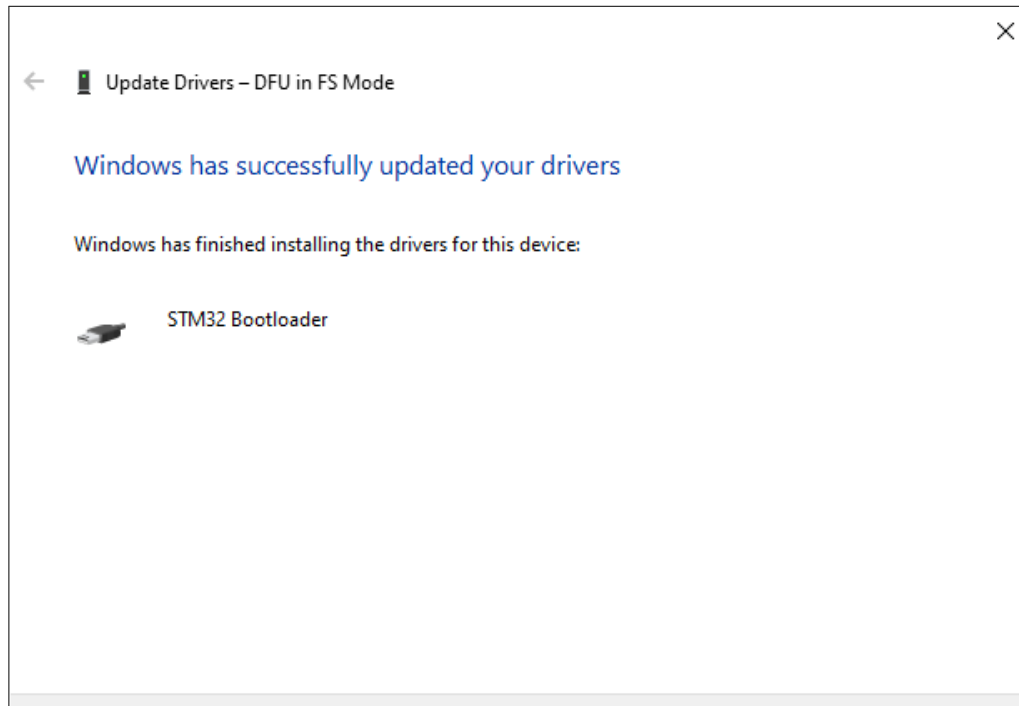 Update Drivers – DFU in FS Mode
Windows has successfully updated your drivers
Windows has finished installing the drivers for this device:
STM32 Bootloader